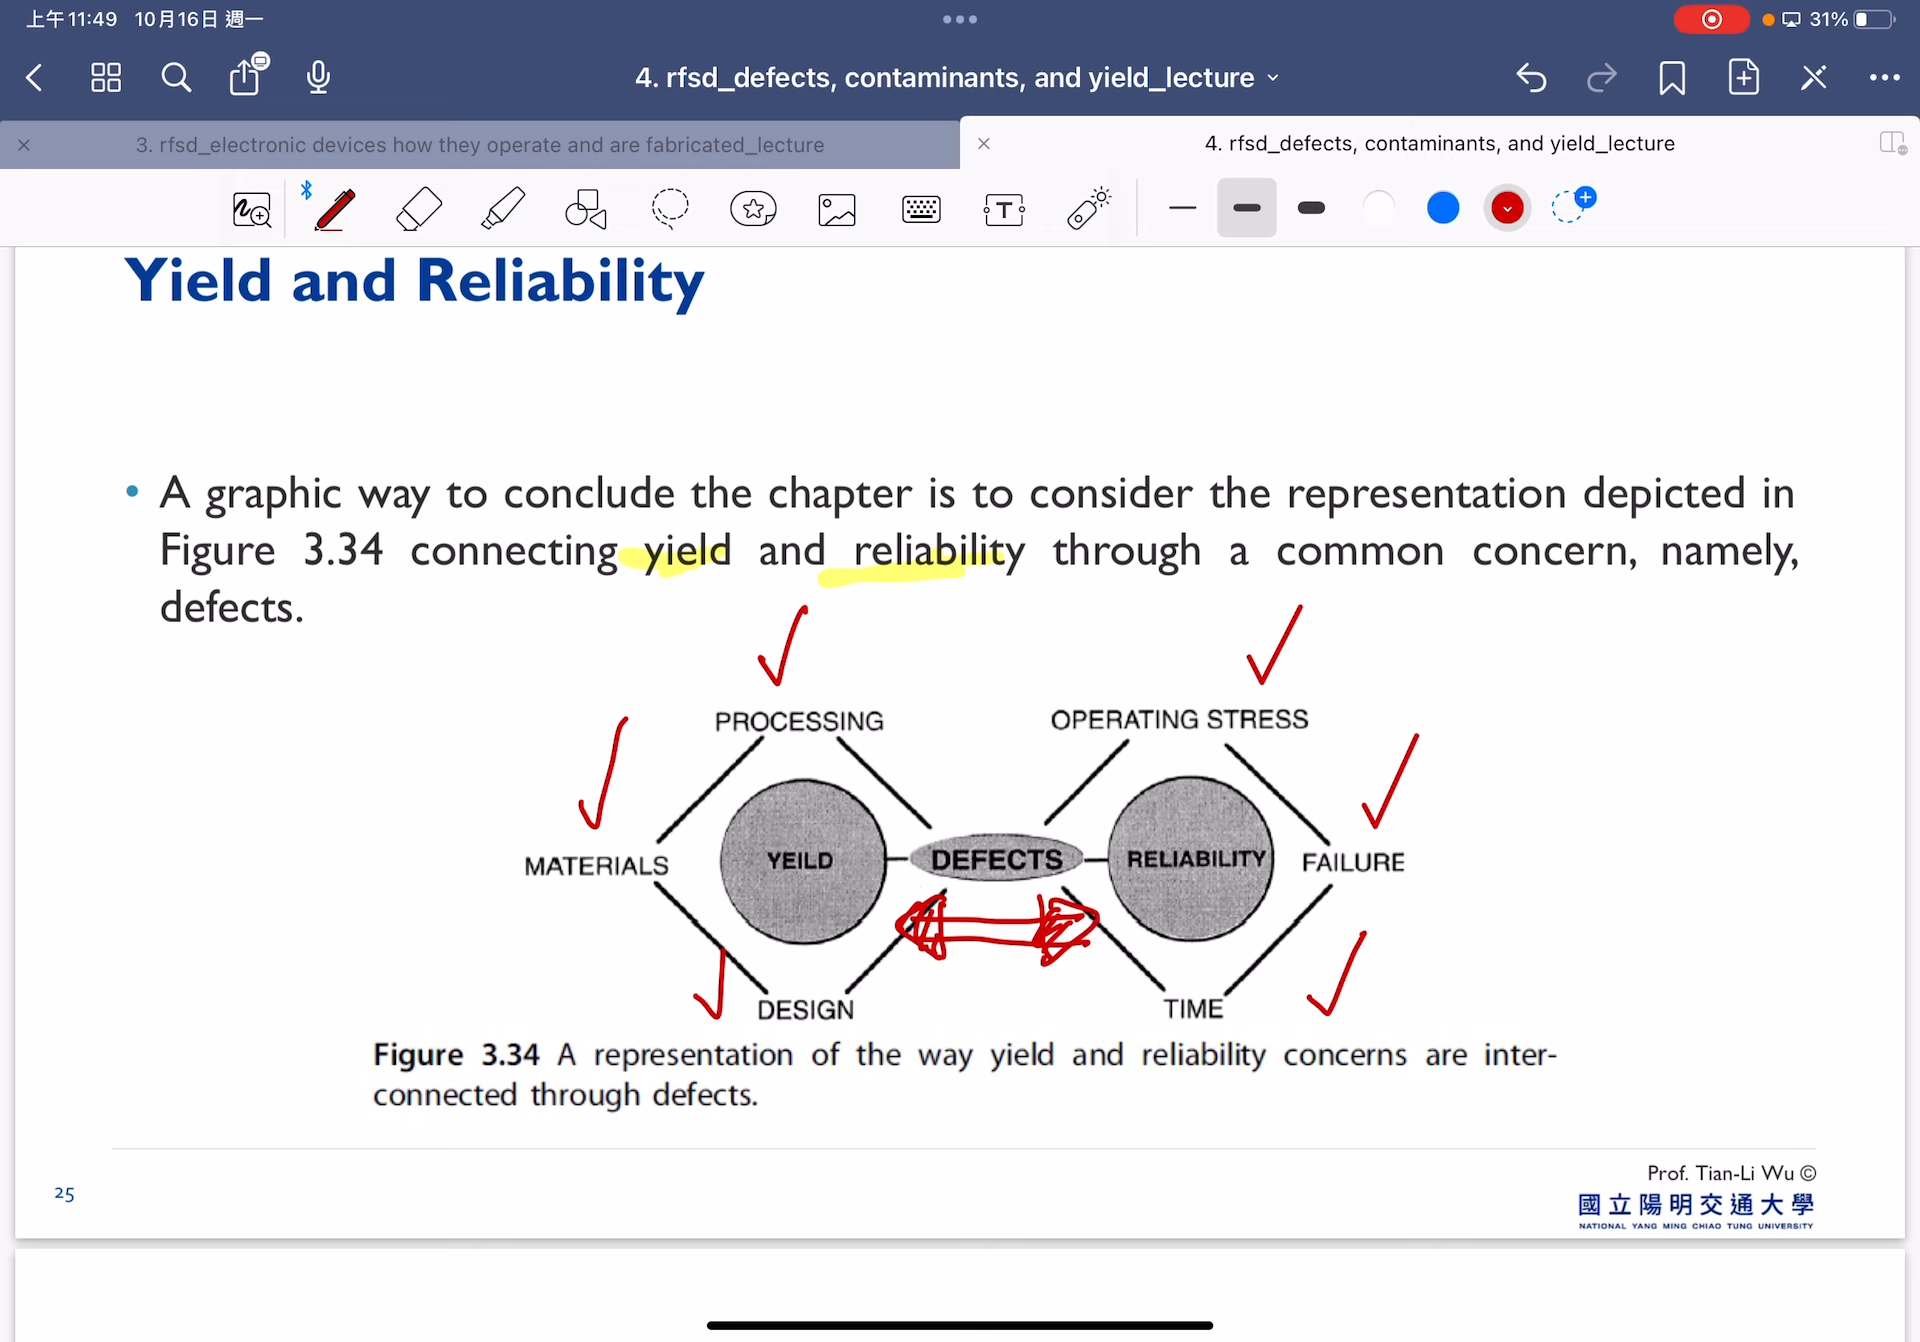 上午11:49 10月16日 週一
31%
4. rfsd_defects, contaminants, and yield_lecture
3. rfsd_electronic devices how they operate and are fabricated_lecture
4. rfsd_defects, contaminants, and yield_lecture
T
Yield and Reliability
• A graphic way to conclude the chapter is to consider the representation depicted in
Figure 3.34 connecting yield and reliability through a common concern, namely,
defects.
PROCESSING
OPERATING STRESS
MATERIALS
YEILD
DEFECTS
RELIABILITY
FAILURE
DESIGN
TIME
Figure 3.34 A representation of the way yield and reliability concerns are inter-
connected through defects.
Prof. Tian-Li Wu ©
25
國立陽明交通大學
NATIONAL YANG MING CHIAO TUNG UNIVERSITY